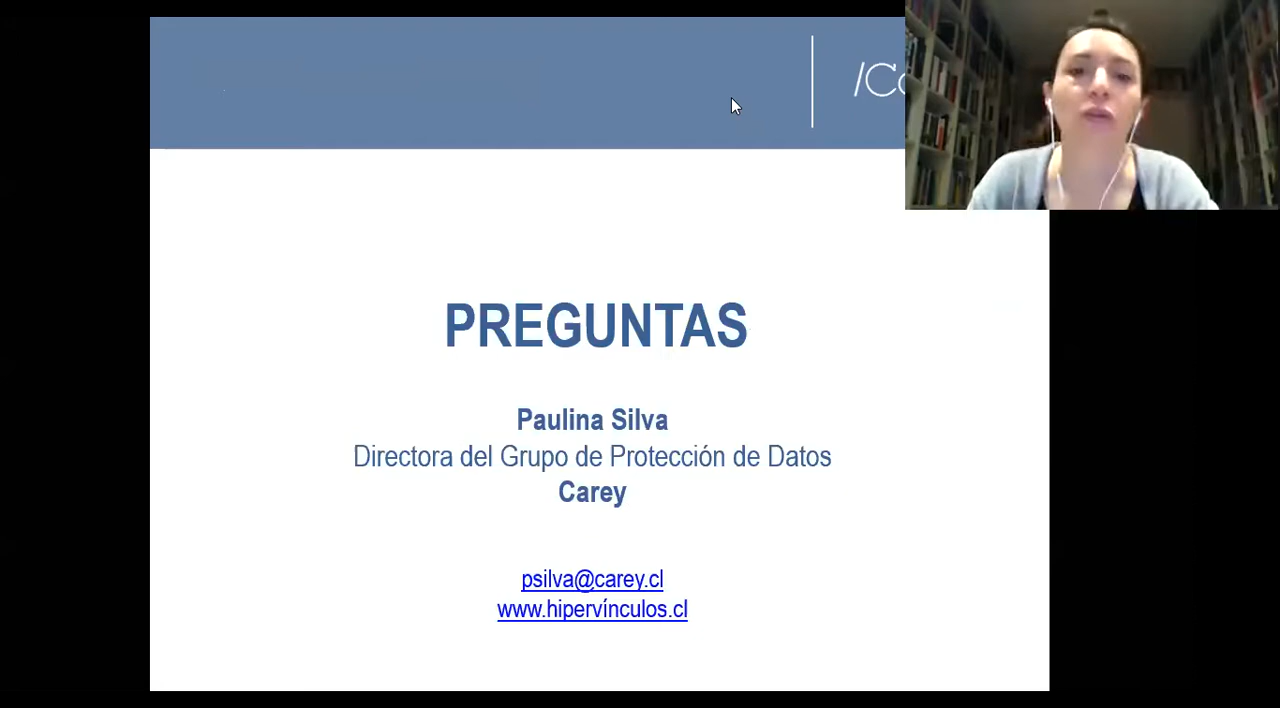 PREGUNTAS
Paulina Silva
Directora del Grupo de Protección de Datos
Carey
psilva@carey.cl
www.hipervínculos.cl